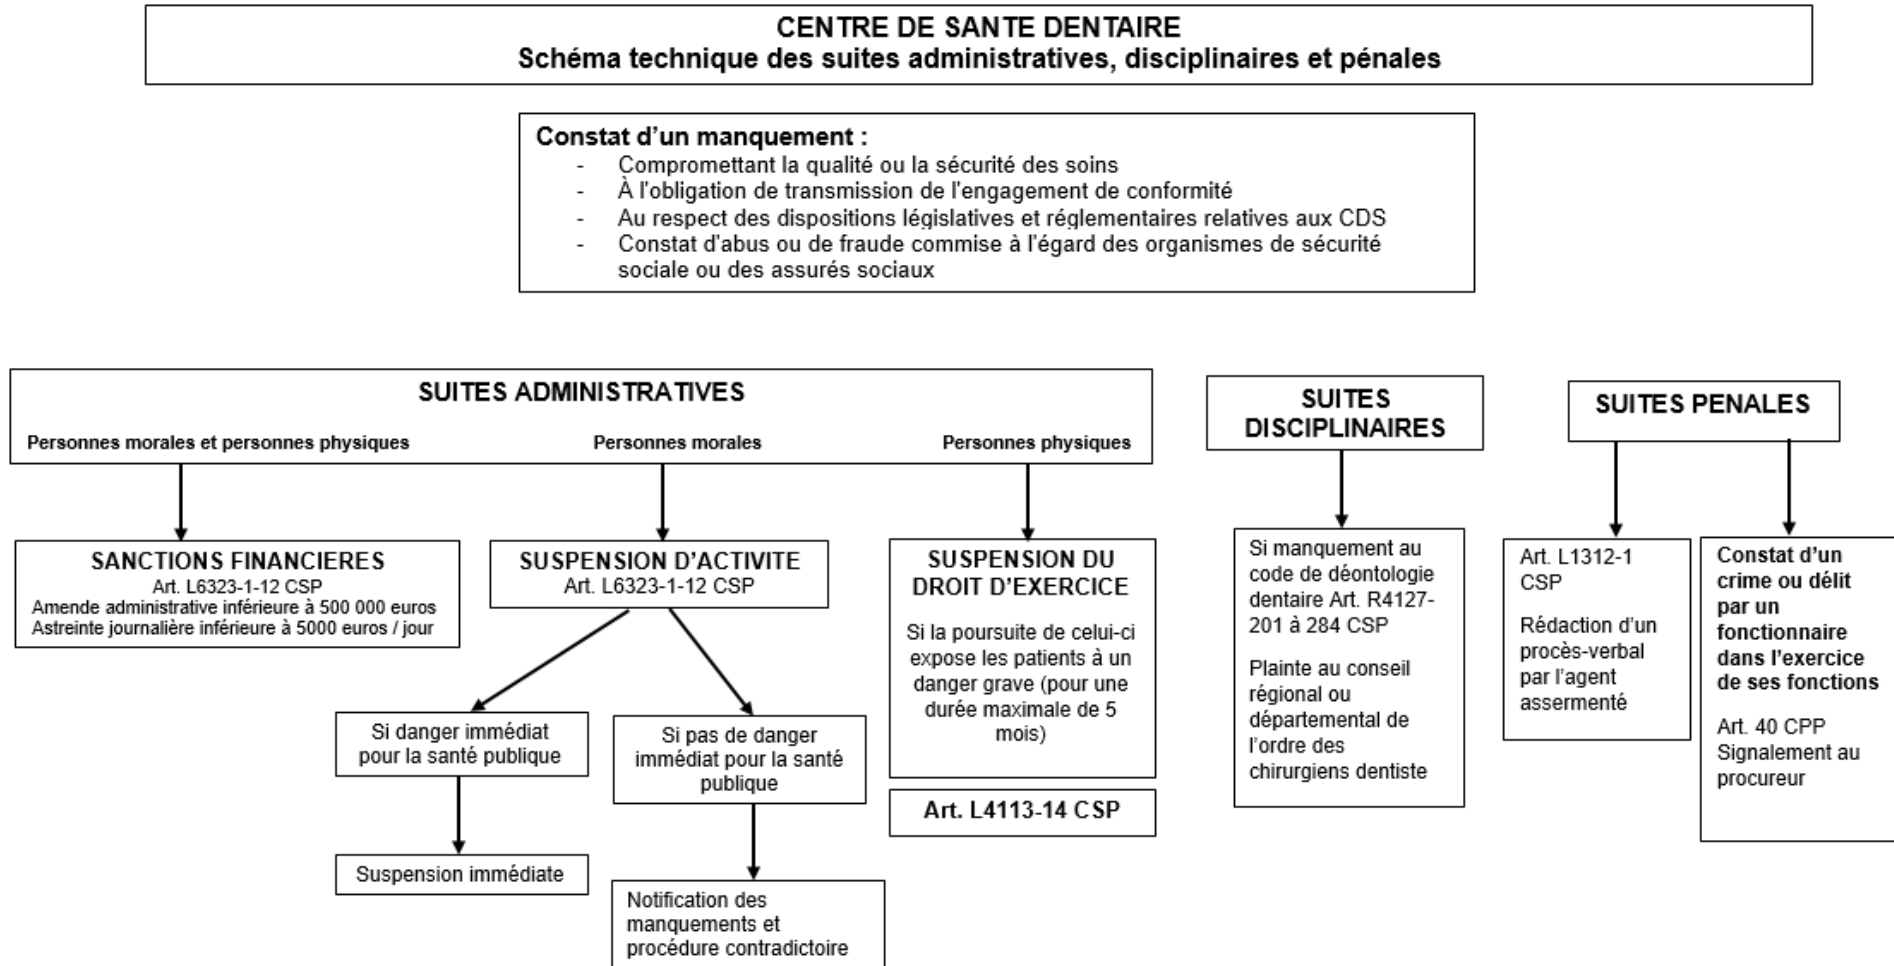 CENTRE DE SANTE DENTAIRE
Schéma technique des suites administratives, disciplinaires et pénales
Constat d'un manquement :
- Compromettant la qualité ou la sécurité des soins
- À l'obligation de transmission de l'engagement de conformité
- Au respect des dispositions législatives et réglementaires relatives aux CDS
- Constat d'abus ou de fraude commise à l'égard des organismes de sécurité
sociale ou des assurés sociaux
SUITES ADMINISTRATIVES
Personnes morales et personnes physiques
Personnes morales
Personnes physiques
SANCTIONS FINANCIERES
Art. L6323-1-12 CSP
Amende administrative inférieure à 500 000 euros
Astreinte journalière inférieure à 5000 euros / jour
SUSPENSION D'ACTIVITE
Art. L6323-1-12 CSP
Si danger immédiat
pour la santé publique
Suspension immédiate
Si pas de danger
immédiat pour la santé
publique
Notification des
manquements et
procédure contradictoire
SUSPENSION DU
DROIT D'EXERCICE
Si la poursuite de celui-ci
expose les patients à un
danger grave (pour une
durée maximale de 5
mois)
Art. L4113-14 CSP
SUITES
DISCIPLINAIRES
Si manquement au
code de déontologie
dentaire Art. R4127-
201 à 284 CSP
Plainte au conseil
régional ou
départemental de
l'ordre des
chirurgiens dentiste
SUITES PENALES
Art. L1312-1
CSP
Rédaction d'un
procès-verbal
par l'agent
assermenté
Constat d'un
crime ou délit
par un
fonctionnaire
dans l'exercice
de ses fonctions
Art. 40 CPP
Signalement au
procureur